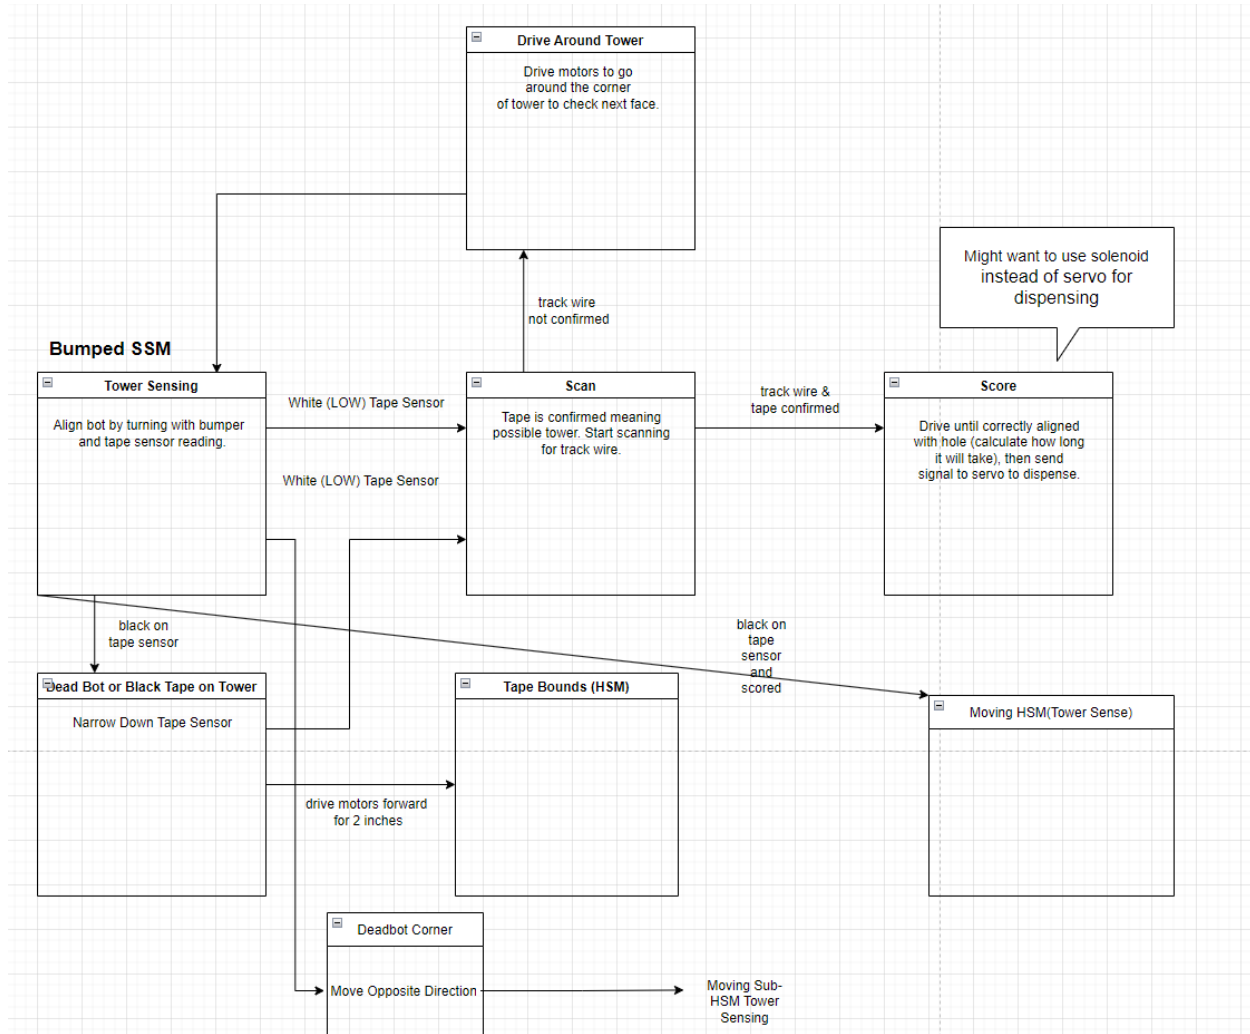 Drive Around Tower
Drive motors to go
around the corner
of tower to check next face.
Might want to use solenoid
instead of servo for
dispensing
track wire
not confirmed
Bumped SSM
Tower Sensing
Align bot by turning with bumper
and tape sensor reading.
White (LOW) Tape Sensor
White (LOW) Tape Sensor
Scan
Tape is confirmed meaning
possible tower. Start scanning
for track wire.
track wire &
tape confirmed
Score
Drive until correctly aligned
with hole (calculate how long
it will take), then send
signal to servo to dispense.
black on
tape sensor
black on
tape
sensor
and
scored
Dead Bot or Black Tape on Tower
Narrow Down Tape Sensor
Tape Bounds (HSM)
Moving HSM(Tower Sense)
drive motors forward
for 2 inches
Deadbot Corner
Move Opposite Direction
Moving Sub-
HSM Tower
Sensing